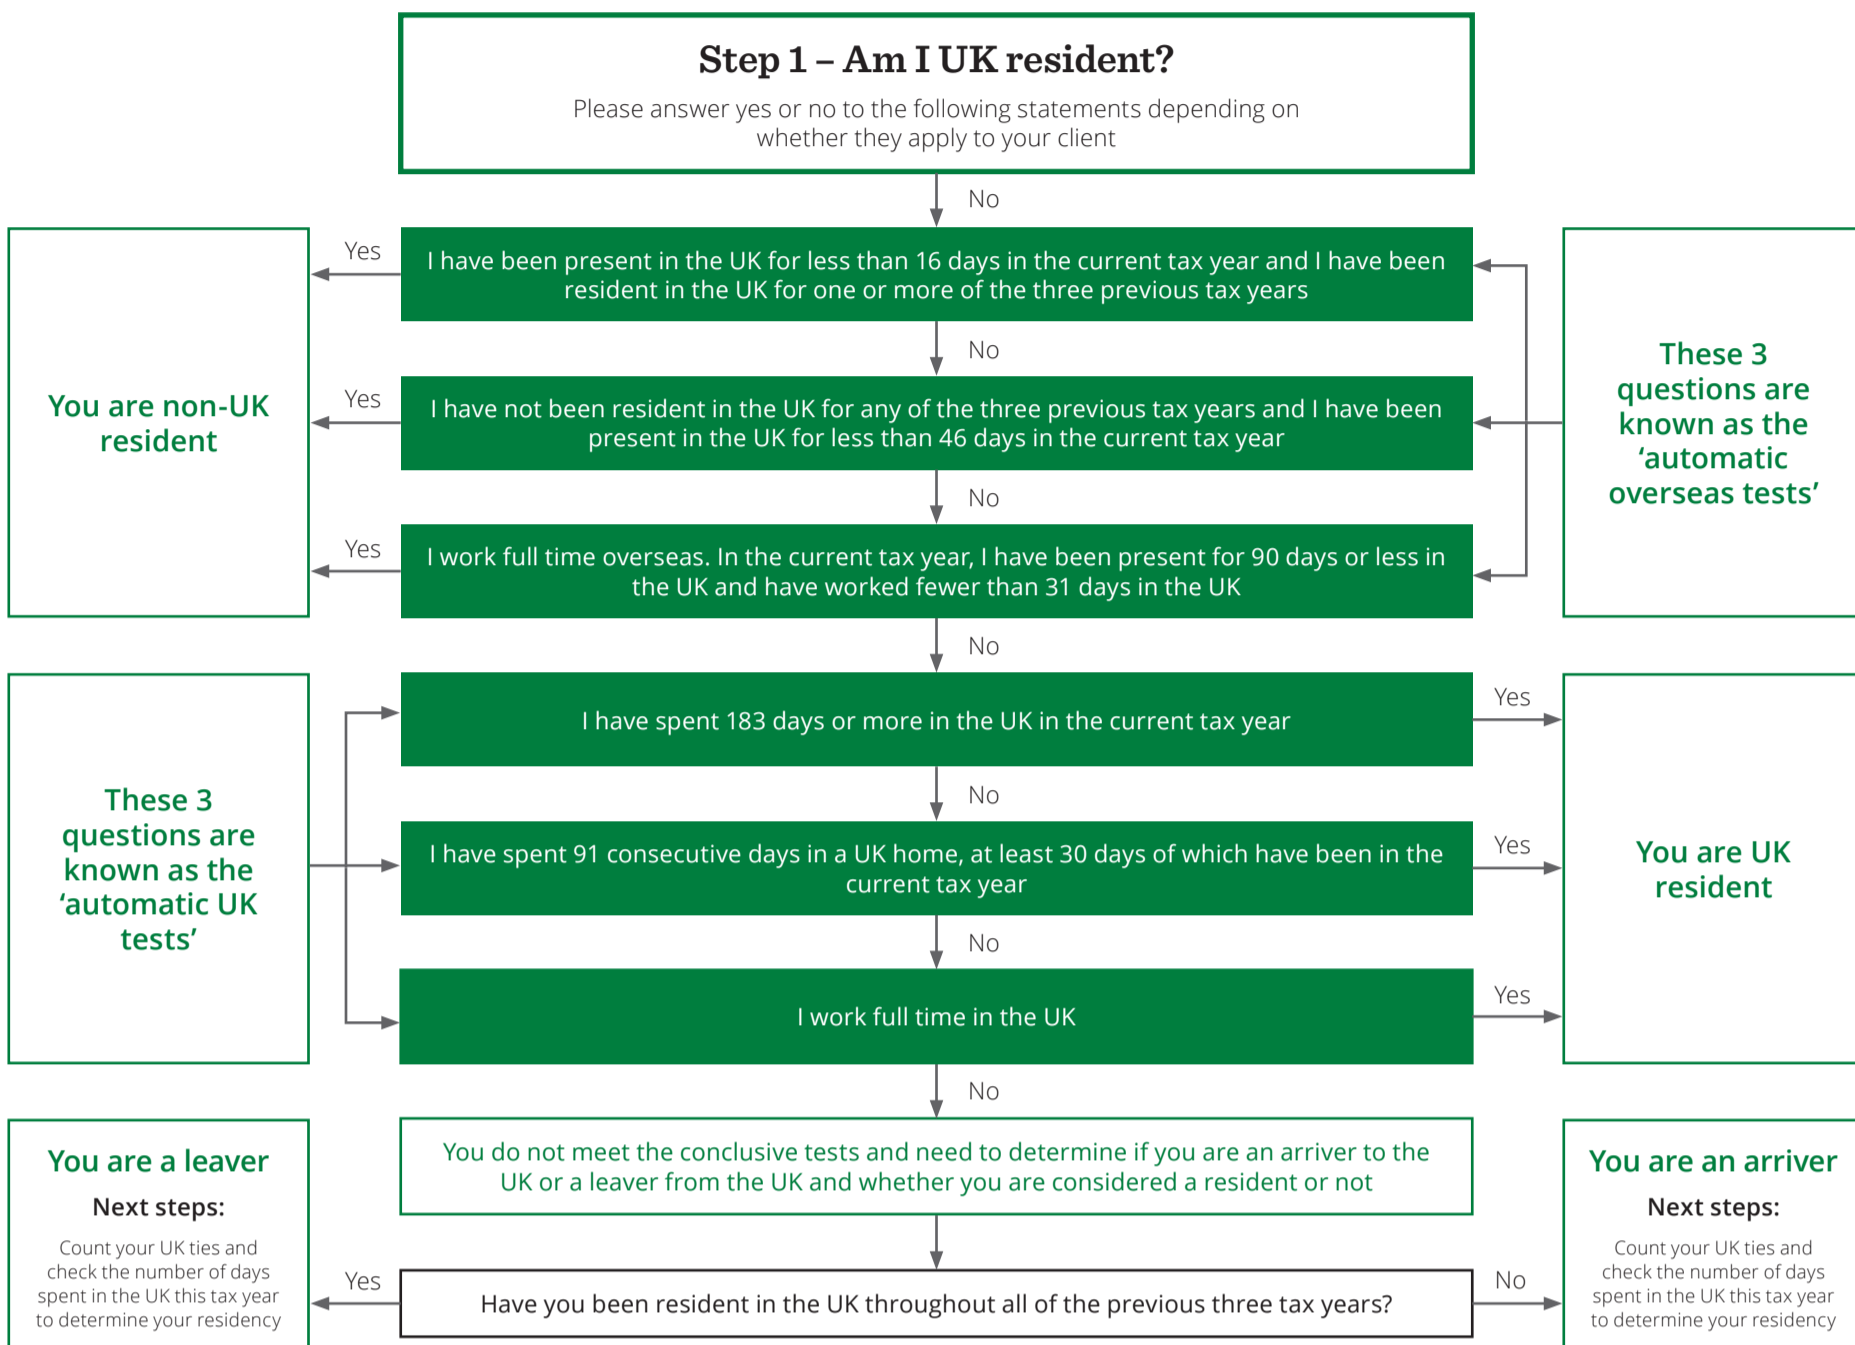 Step 1 – Am I UK resident?
Please answer yes or no to the following statements depending on
whether they apply to your client
No
Yes
I have been present in the UK for less than 16 days in the current tax year and I have been
resident in the UK for one or more of the three previous tax years
No
You are non-UK
resident
Yes
I have not been resident in the UK for any of the three previous tax years and I have been
present in the UK for less than 46 days in the current tax year
These 3
questions are
known as the
‘automatic
overseas tests’
No
Yes
I work full time overseas. In the current tax year, I have been present for 90 days or less in
the UK and have worked fewer than 31 days in the UK
No
I have spent 183 days or more in the UK in the current tax year
Yes
No
These 3
questions are
known as the
‘automatic UK
tests’
I have spent 91 consecutive days in a UK home, at least 30 days of which have been in the
current tax year
Yes
You are UK
resident
No
I work full time in the UK
Yes
No
You do not meet the conclusive tests and need to determine if you are an arriver to the
UK or a leaver from the UK and whether you are considered a resident or not
You are a leaver
Next steps:
Count your UK ties and
check the number of days
spent in the UK this tax year
to determine your residency
Yes
Have you been resident in the UK throughout all of the previous three tax years?
No
You are an arriver
Next steps:
Count your UK ties and
check the number of days
spent in the UK this tax year
to determine your residency